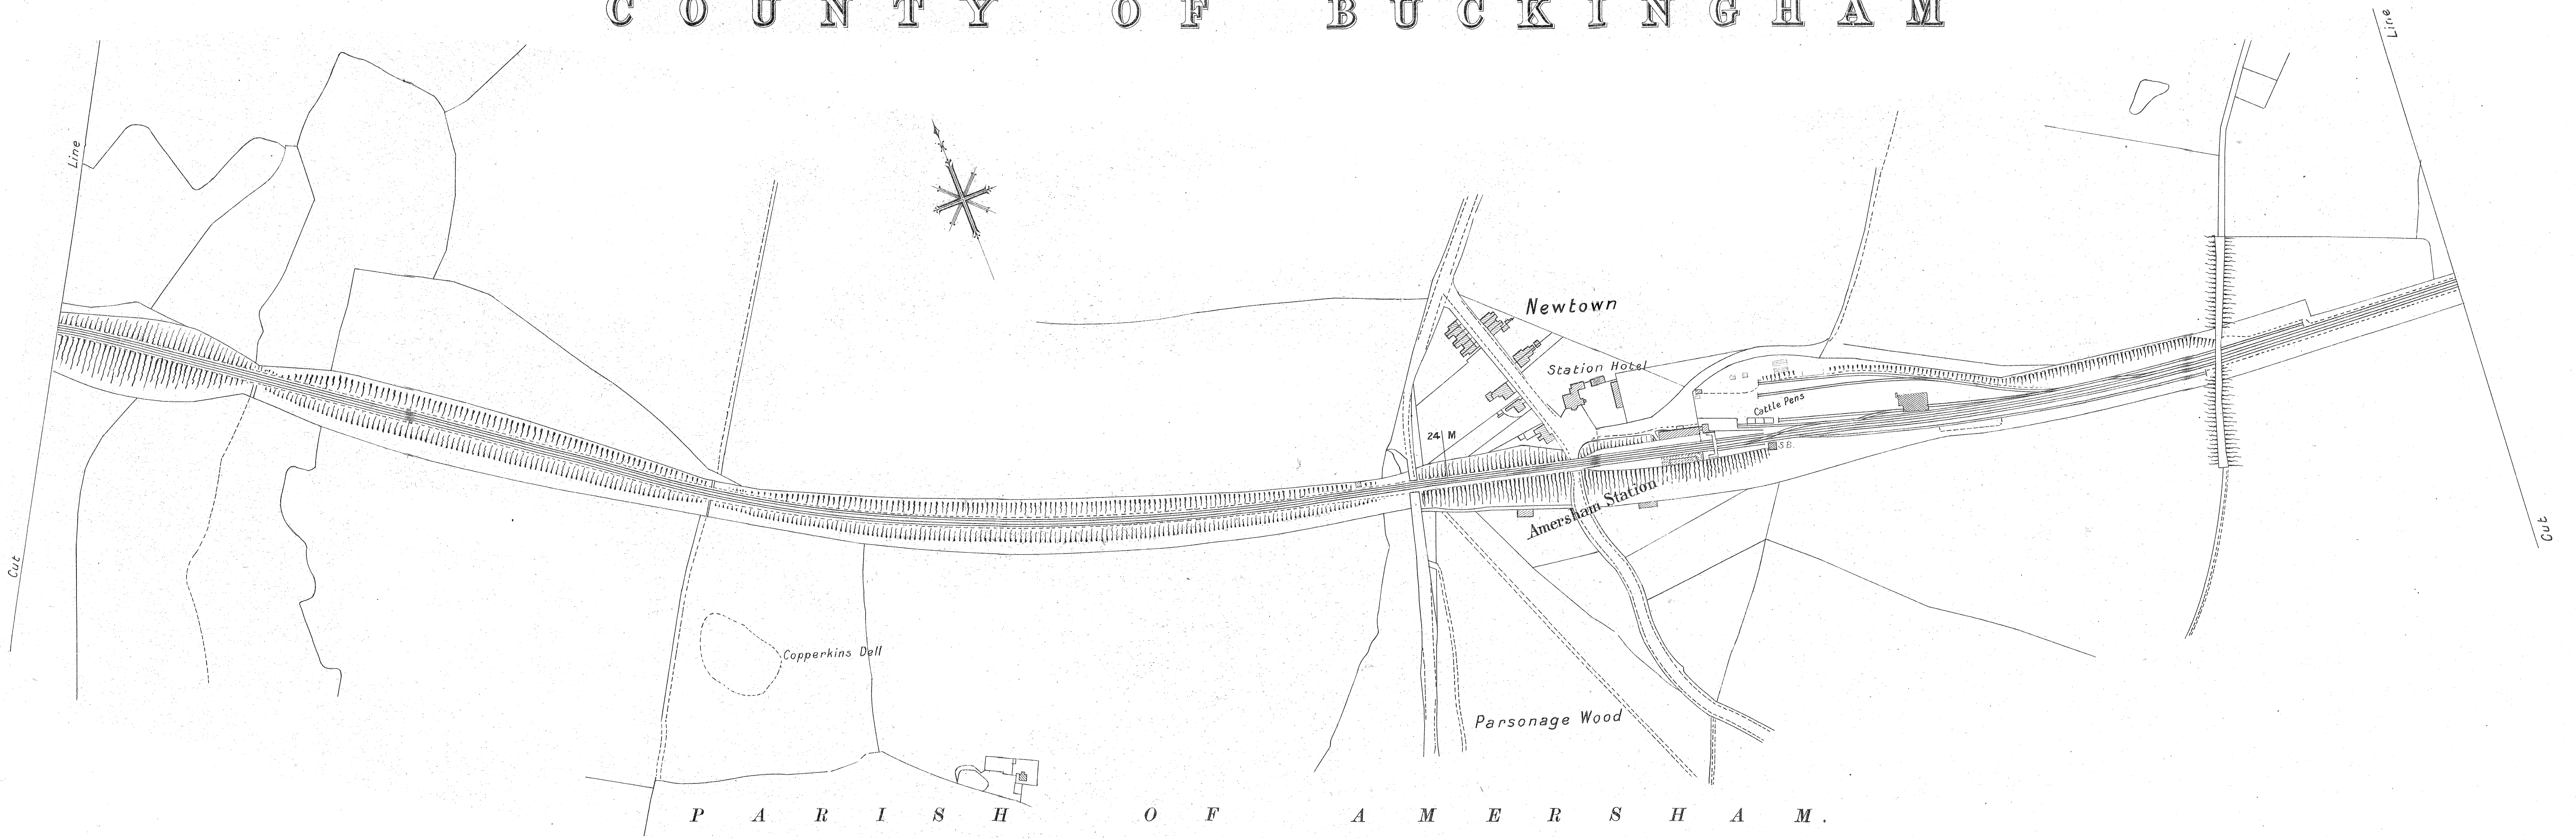 COUNTY OF BUCKINGHAM
Line
Line
Newtown
Station Hotel
Cattle Pens
24 M
S.B.
Amersham Station
Cut
Cut
Copperkins Dell
Parsonage Wood
PARISH OF AMERSHAM.